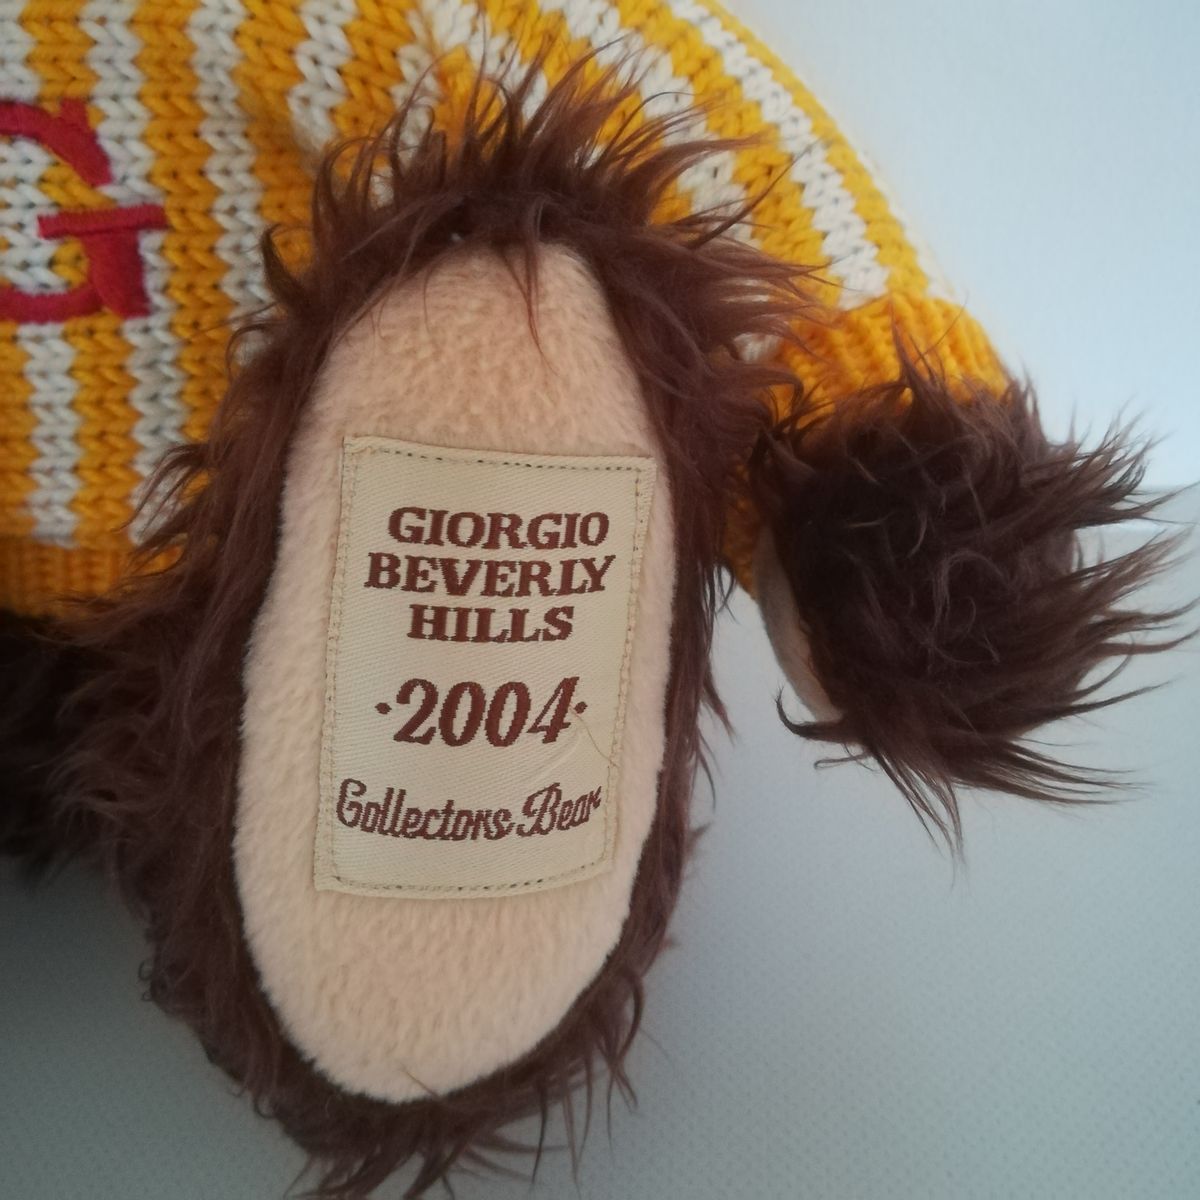 G
GIORGIO
BEVERLY
HILLS
·2004·
Collectors Bear